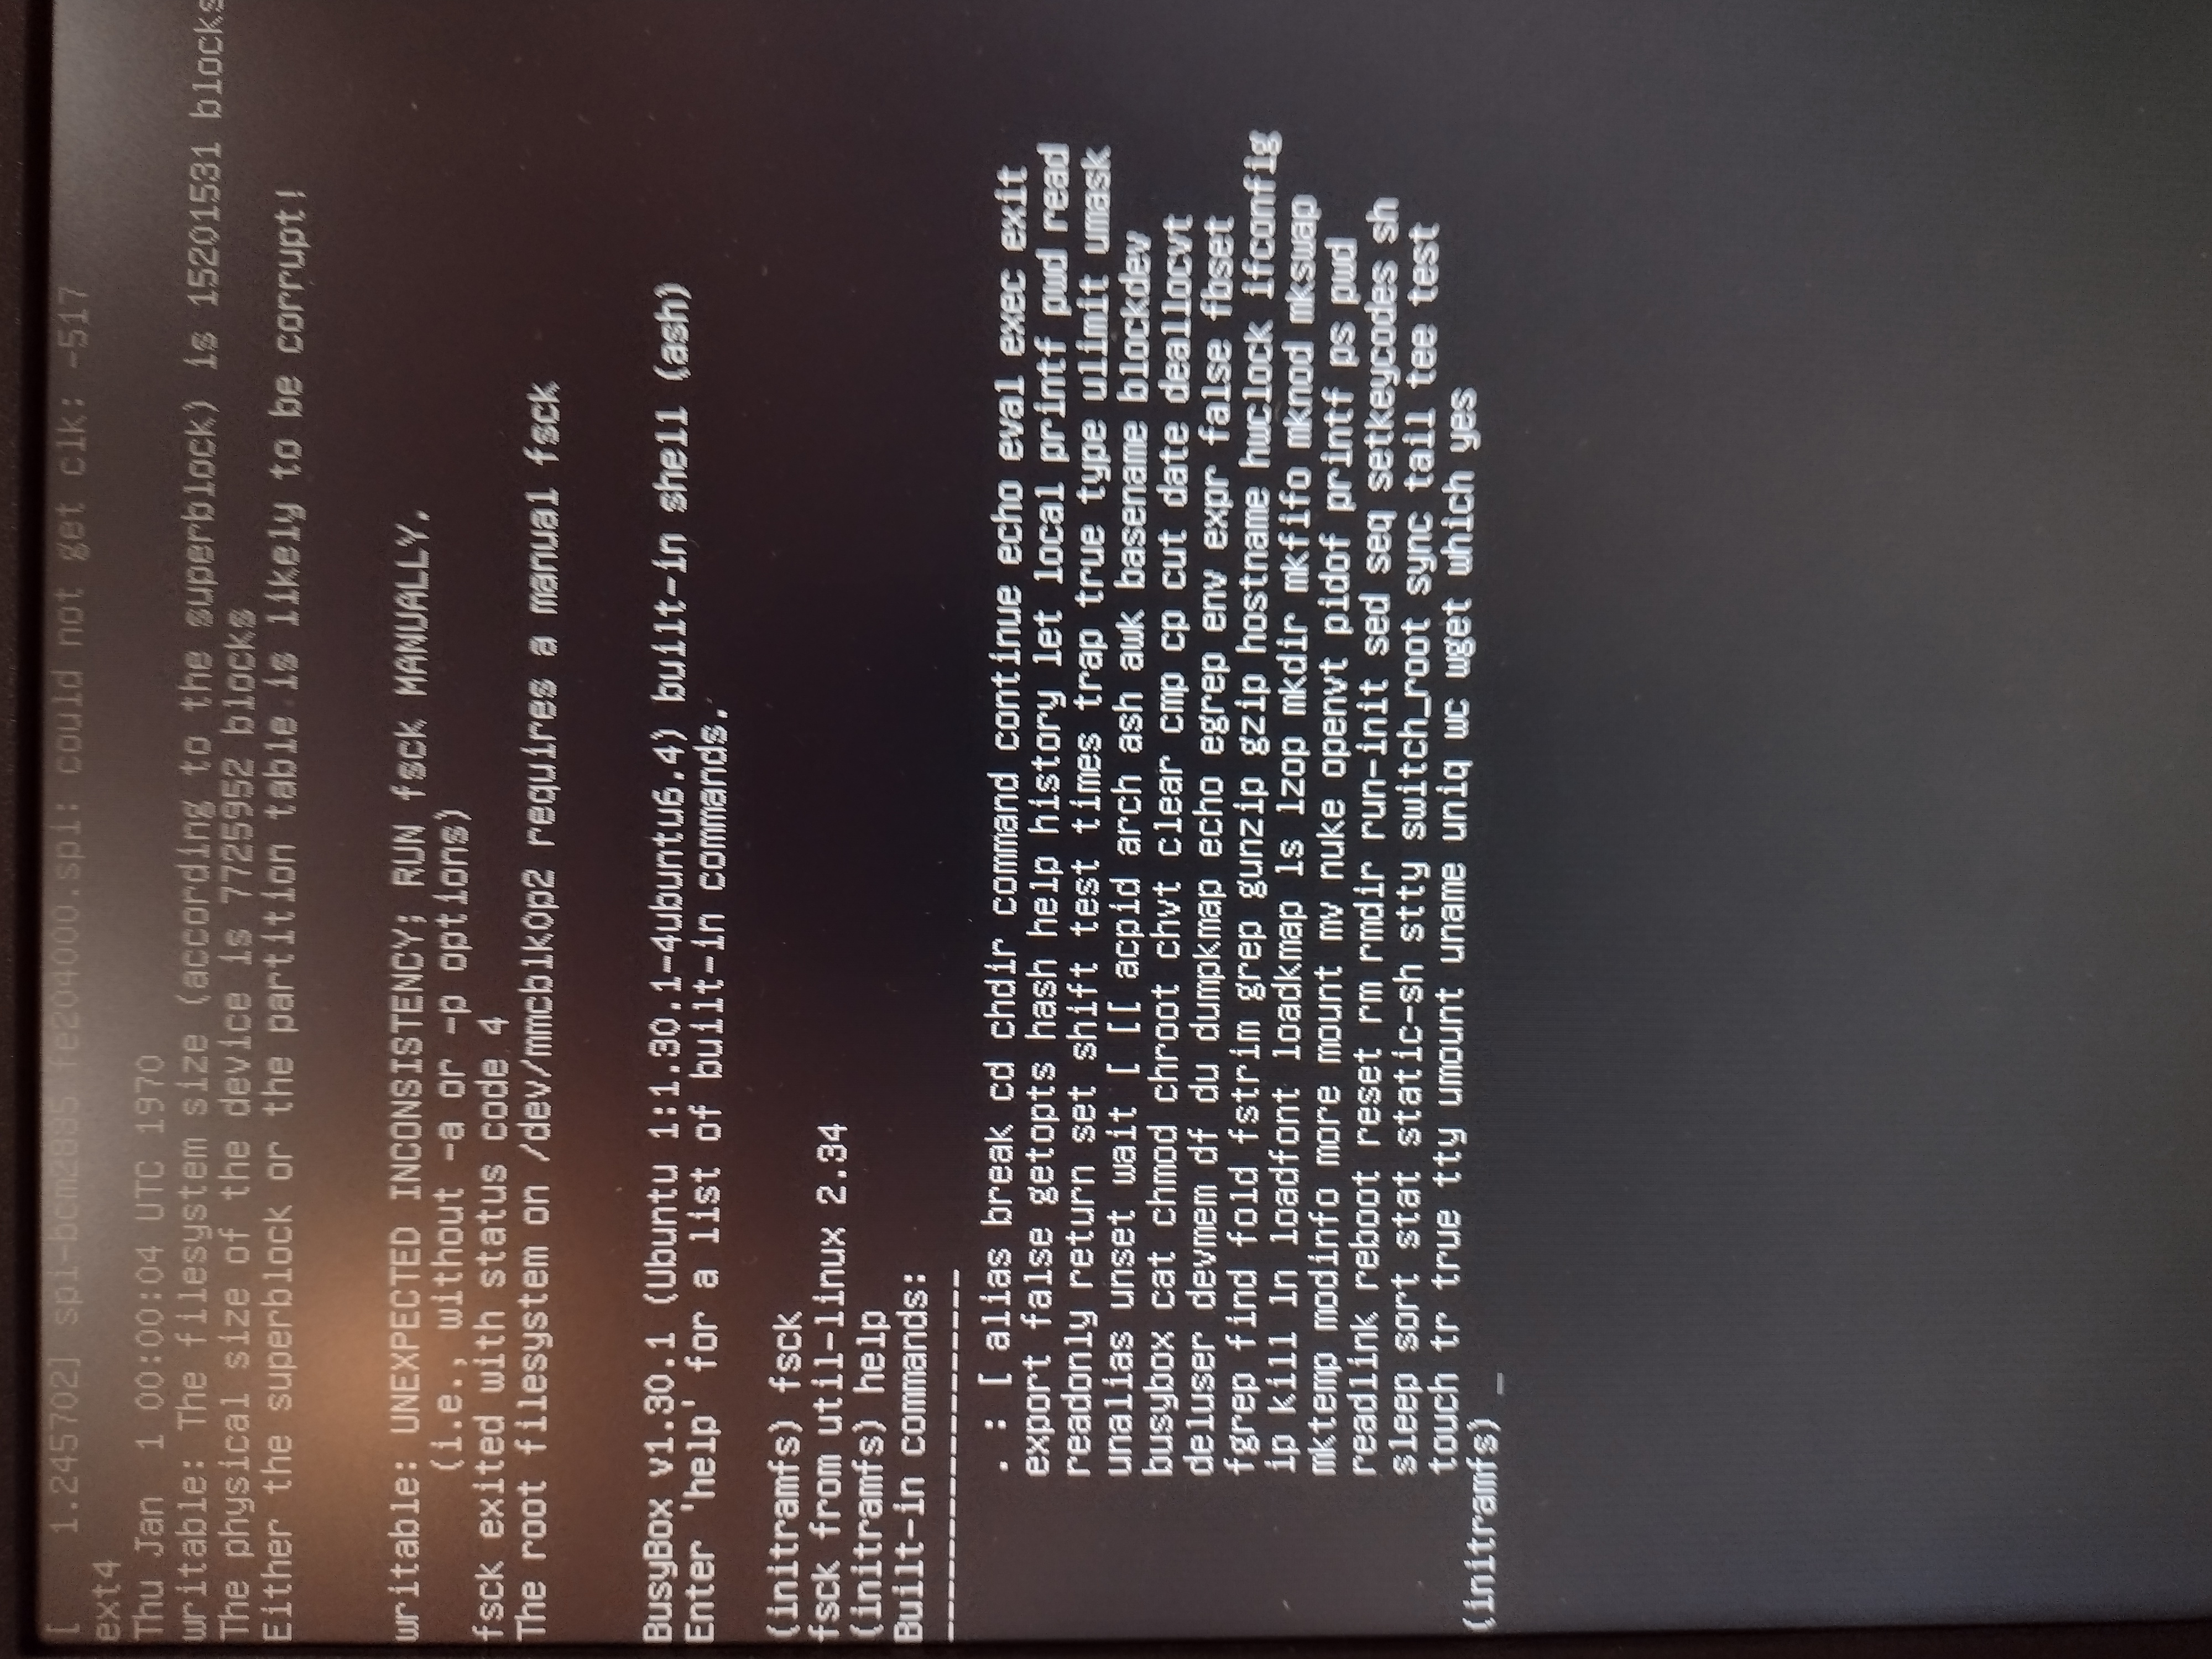 [    1.245702] spi-bcm2835 fe204000.spi: could not get clk: -517
ext4
Thu Jan  1 00:00:04 UTC 1970
writable: The filesystem size (according to the superblock) is 15201531 blocks
The physical size of the device is 7725952 blocks
Either the superblock or the partition table is likely to be corrupt!
writable: UNEXPECTED INCONSISTENCY; RUN fsck MANUALLY.
        (i.e., without -a or -p options)
fsck exited with status code 4
The root filesystem on /dev/mmcblk0p2 requires a manual fsck
BusyBox v1.30.1 (Ubuntu 1:1.30.1-4ubuntu6.4) built-in shell (ash)
Enter 'help' for a list of built-in commands.
(initramfs) fsck
fsck from util-linux 2.34
(initramfs) help
Built-in commands:
------------------
        . : [ alias break cd chdir command continue echo eval exec exit
        export false getopts hash help history let local printf pwd read
        readonly return set shift test times trap true type ulimit umask
        unalias unset wait [ [[ acpid arch ash awk basename blockdev
        busybox cat chmod chroot chvt clear cmp cp cut date deallocvt
        deluser devmem df du dumpkmap echo egrep env expr false fbset
        fgrep find fold fstrim grep gunzip gzip hostname hwclock ifconfig
        ip kill ln loadfont loadkmap ls lzop mkdir mkfifo mknod mkswap
        mktemp modinfo more mount mv nuke openvt pidof printf ps pwd
        readlink reboot reset rm rmdir run-init sed seq setkeycodes sh
        sleep sort stat static-sh stty switch_root sync tail tee test
        touch tr true tty umount uname uniq wc wget which yes
(initramfs) _